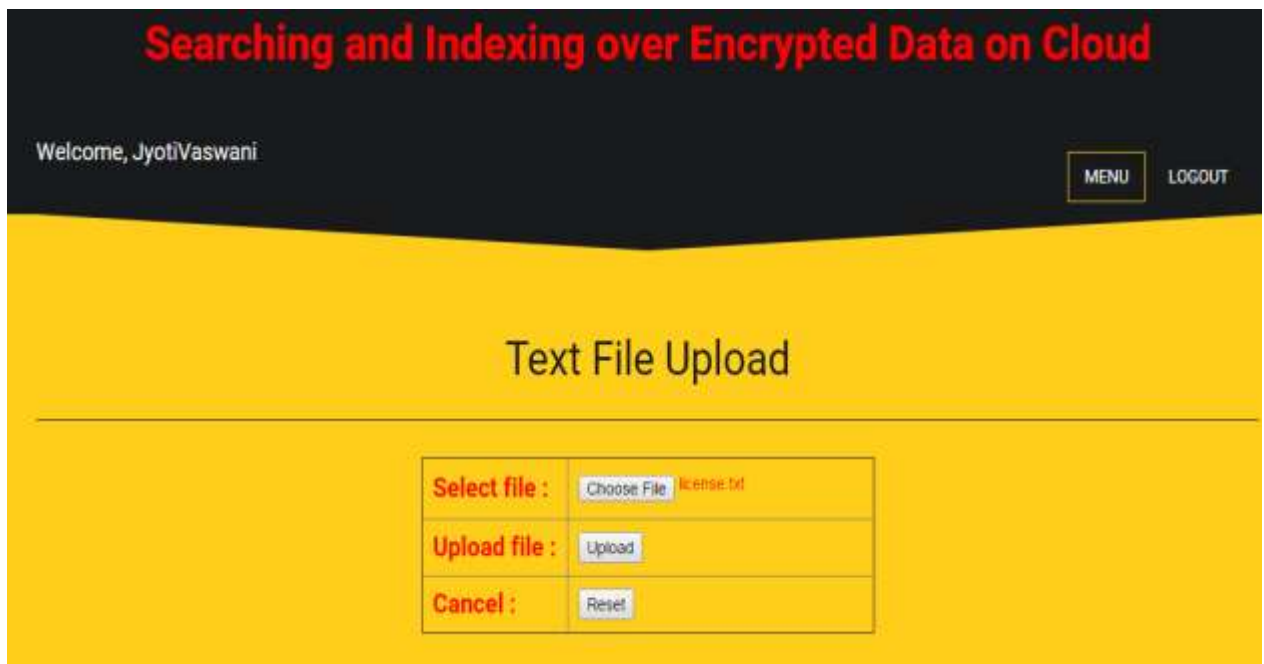 Searching and Indexing over Encrypted Data on Cloud
Welcome, JyotiVaswani
MENU LOGOUT
Text File Upload
Select file : Choose File license.txt
Upload file : Upload
Cancel : Reset